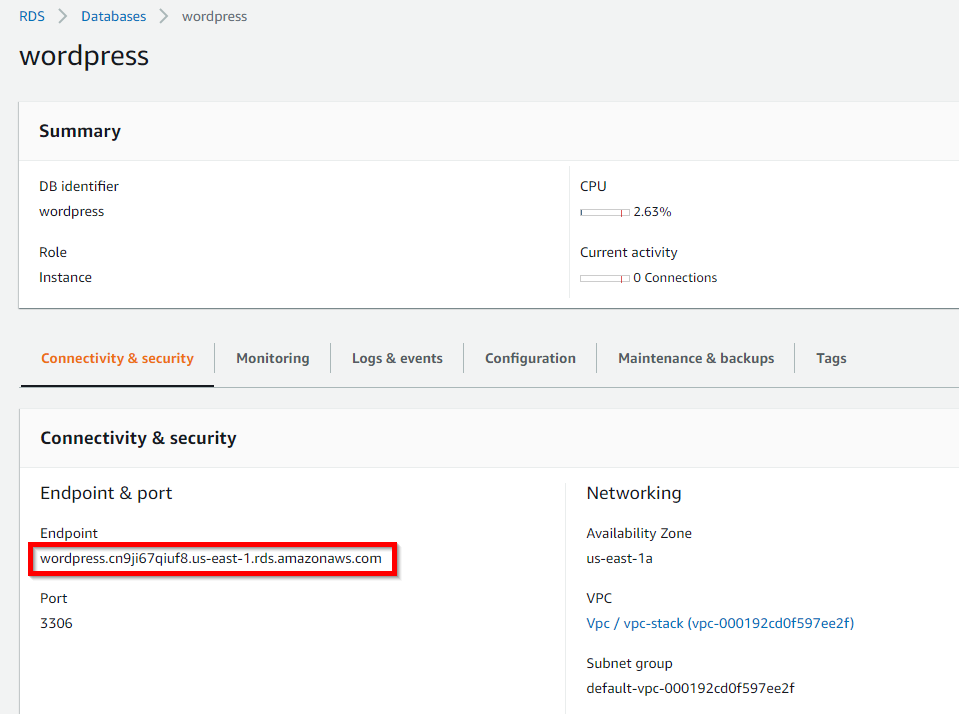 RDS > Databases > wordpress
wordpress
Summary
DB identifier
wordpress
Role
Instance
CPU
2.63%
Current activity
0 Connections
Connectivity & security
Monitoring
Logs & events
Configuration
Maintenance & backups
Tags
Connectivity & security
Endpoint & port
Endpoint
wordpress.cn9ji67qiuf8.us-east-1.rds.amazonaws.com
Port
3306
Networking
Availability Zone
us-east-1a
VPC
Vpc / vpc-stack (vpc-000192cd0f597ee2f)
Subnet group
default-vpc-000192cd0f597ee2f